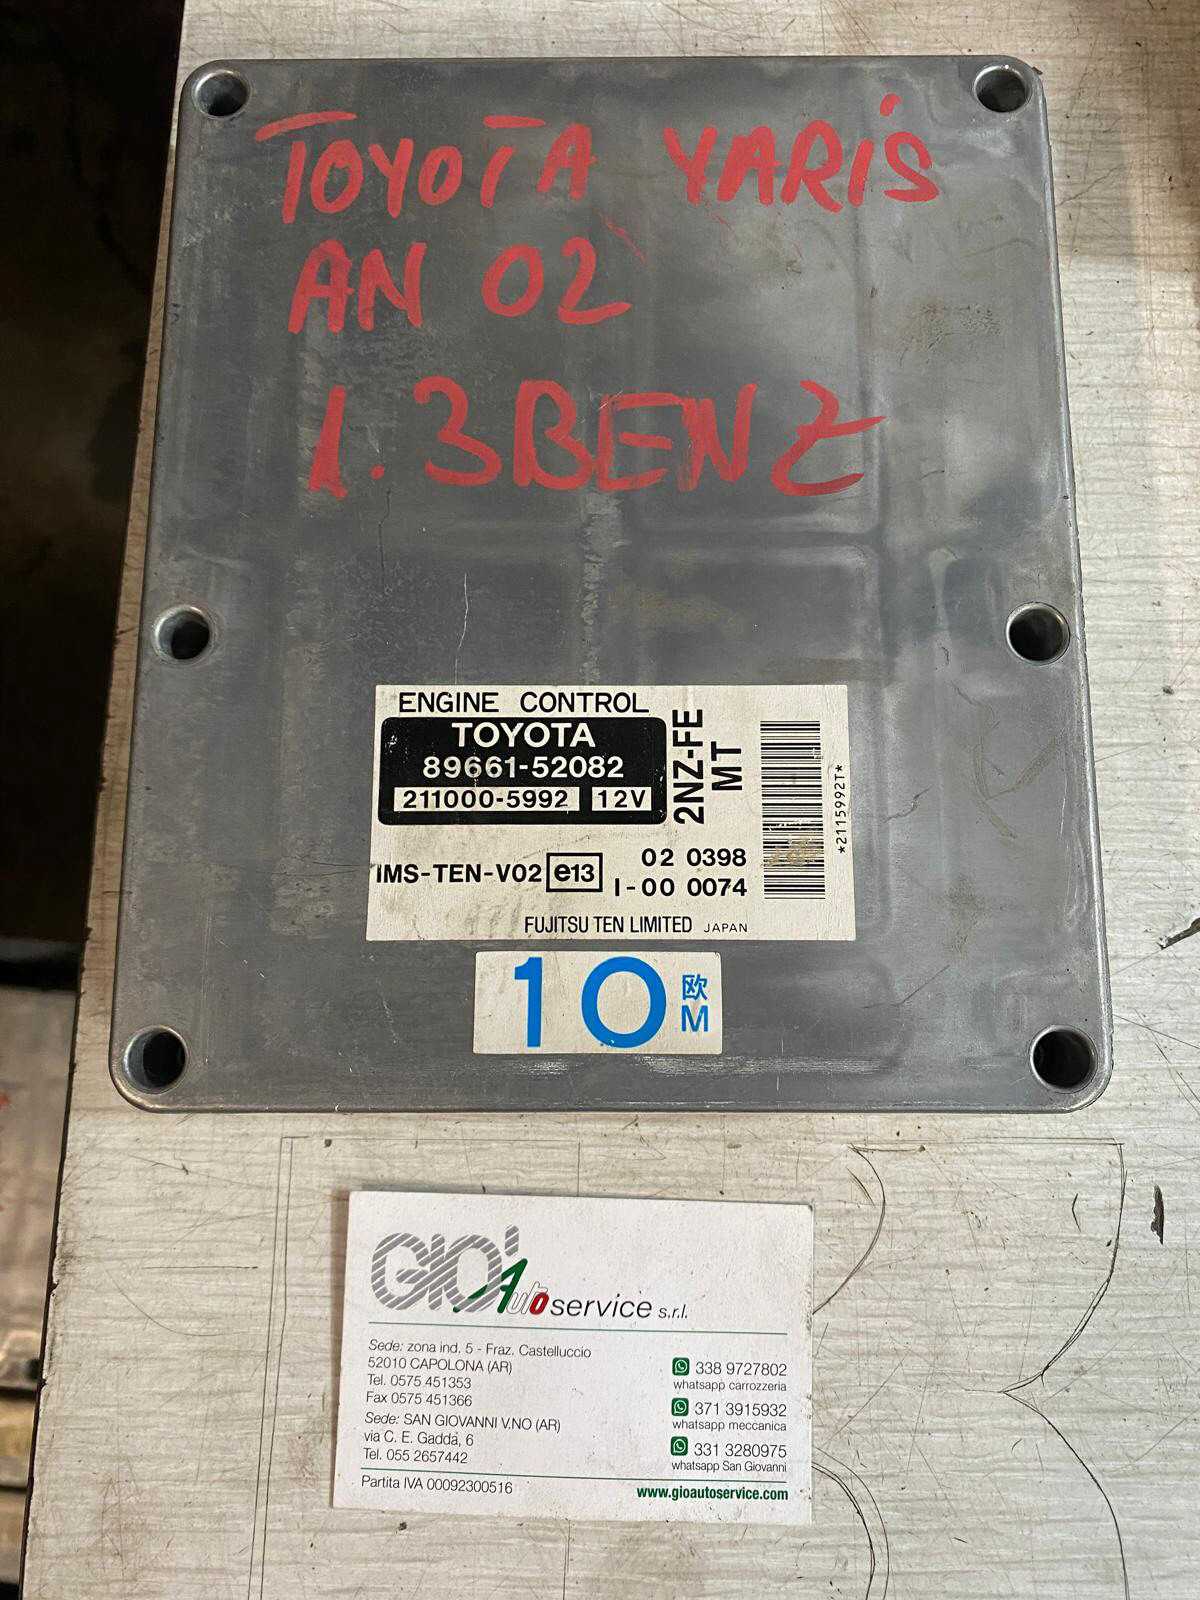 TOYOTA YARIS
AN 02
1.3 BENZ
ENGINE CONTROL
TOYOTA
89661-52082
211000-5992 12V
2NZ-FE
MT
*2115992T*
IMS-TEN-V02 e13 02 0398
I-00 0074
FUJITSU TEN LIMITED JAPAN
10 欧
M
GIO' Auto service s.r.l.
Sede: zona ind. 5 - Fraz. Castelluccio
52010 CAPOLONA (AR)
Tel. 0575 451353
Fax 0575 451366
Sede: SAN GIOVANNI V.NO (AR)
via C. E. Gadda, 6
Tel. 055 2657442
338 9727802
whatsapp carrozzeria
371 3915932
whatsapp meccanica
331 3280975
whatsapp San Giovanni
Partita IVA 00092300516
www.gioautoservice.com